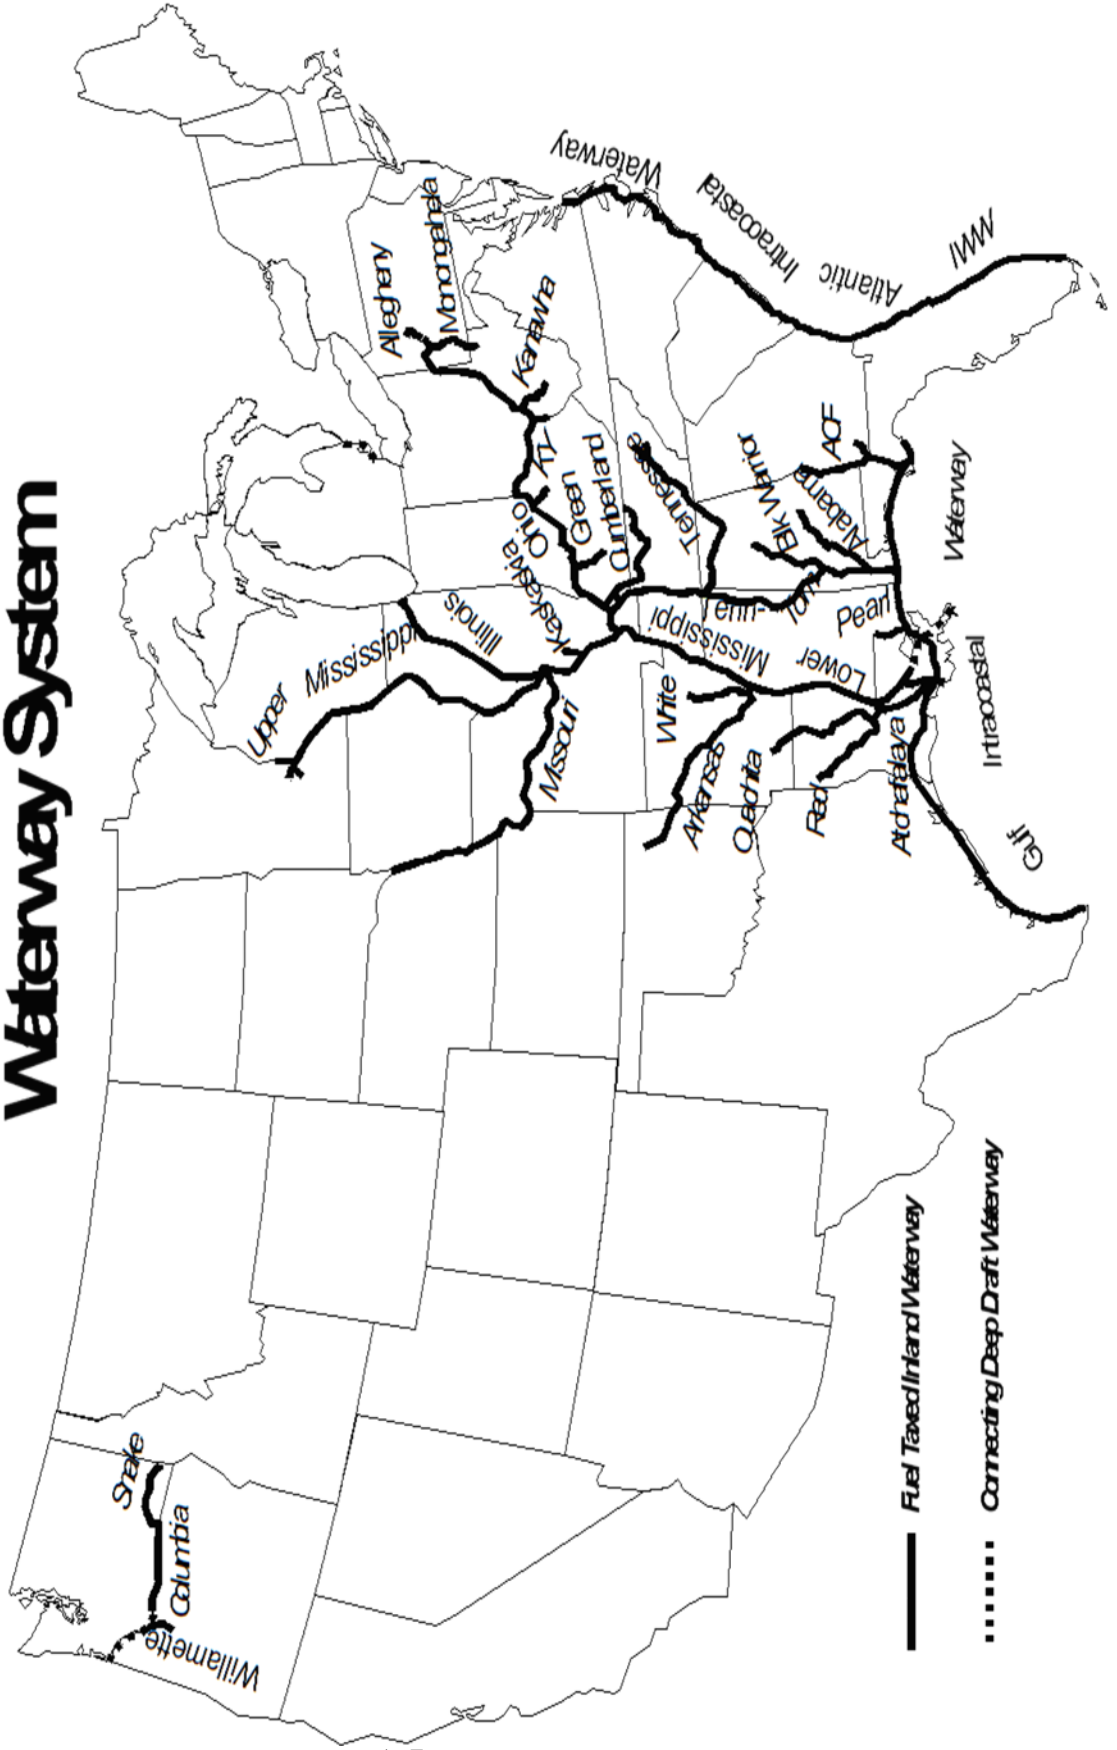 Waterway System
Upper
Mississippi
Illinois
Missouri
Kaskaskia
Ohio
Green
Cumberland
Tennessee
Kanawha
Allegheny
Monongahela
White
Arkansas
Ouachita
Red
Atchafalaya
Lower
Mississippi
Pearl
Tenn-
Tom
Blk Warrior
Alabama
ACF
Gulf
Intracoastal
Waterway
Atlantic
Intracoastal
Waterway
IWW
Snake
Columbia
Willamette
Fuel Taxed Inland Waterway
Connecting Deep Draft Waterway